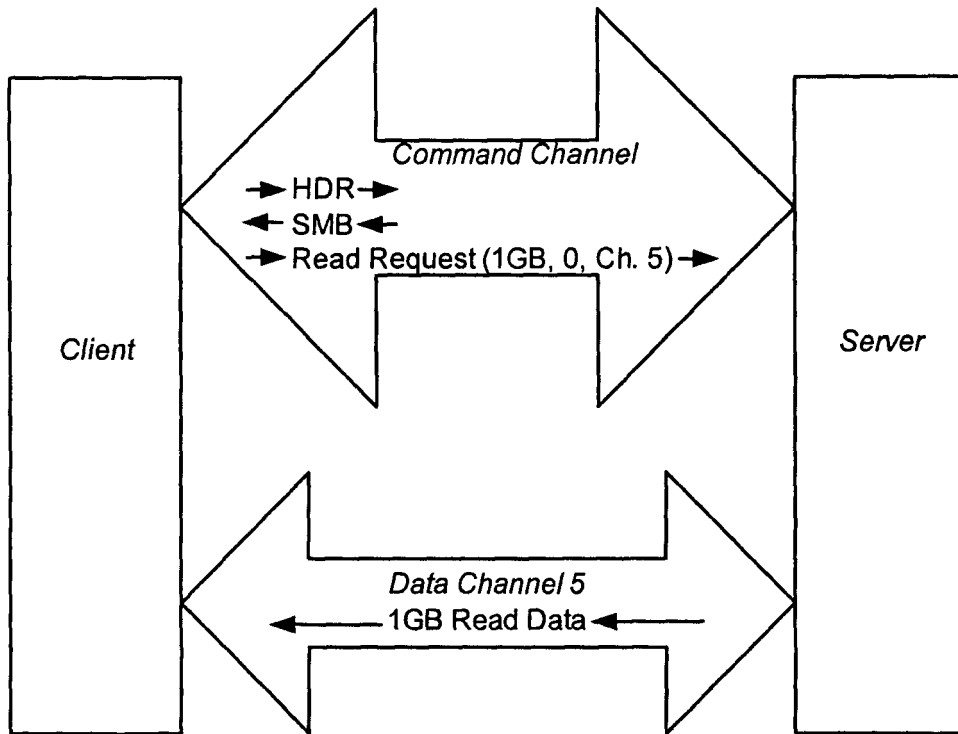 Command Channel
HDR
SMB
Read Request (1GB, 0, Ch. 5)
Client
Server
Data Channel 5
1GB Read Data